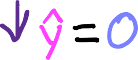 ↓ ŷ = 0